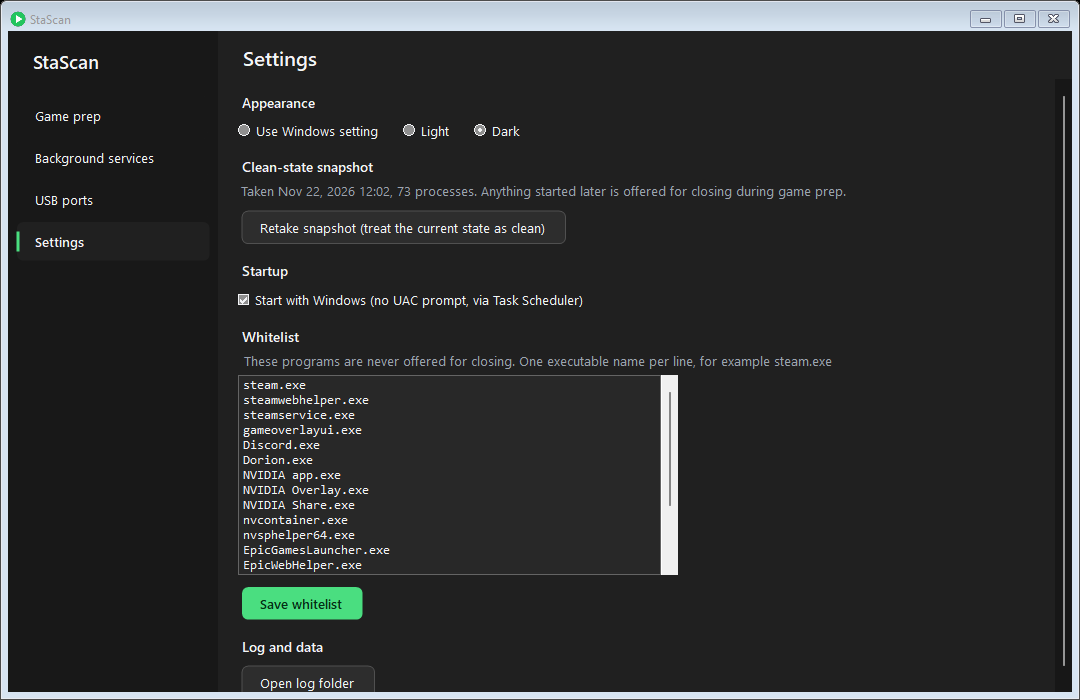 StaScan
StaScan
Game prep
Background services
USB ports
Settings
Settings
Appearance
Use Windows setting
Light
Dark
Clean-state snapshot
Taken Nov 22, 2026 12:02, 73 processes. Anything started later is offered for closing during game prep.
Retake snapshot (treat the current state as clean)
Startup
Start with Windows (no UAC prompt, via Task Scheduler)
Whitelist
These programs are never offered for closing. One executable name per line, for example steam.exe
steam.exe
steamwebhelper.exe
steamservice.exe
gameoverlayui.exe
Discord.exe
Dorion.exe
NVIDIA app.exe
NVIDIA Overlay.exe
NVIDIA Share.exe
nvcontainer.exe
nvsphelper64.exe
EpicGamesLauncher.exe
EpicWebHelper.exe
Save whitelist
Log and data
Open log folder